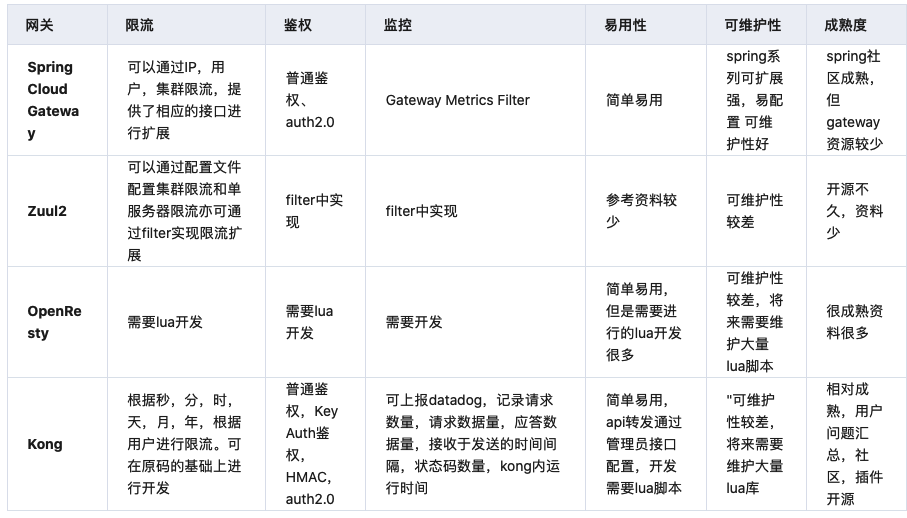 网关 限流 鉴权 监控 易用性 可维护性 成熟度
Spring
Cloud
Gatewa
y
可以通过IP，用
户，集群限流，提
供了相应的接口进
行扩展
普通鉴
权、
auth2.0
Gateway Metrics Filter
简单易用
spring系
列可扩展
强，易配
置 可维
护性好
spring社
区成熟，
但
gateway
资源较少
Zuul2
可以通过配置文件
配置集群限流和单
服务器限流亦可通
过filter实现限流扩
展
filter中实
现
filter中实现
参考资料较
少
可维护性
较差
开源不
久，资料
少
OpenRe
sty
需要lua开发
需要lua
开发
需要开发
简单易用，
但是需要进
行的lua开发
很多
可维护性
较差，将
来需要维
护大量
lua脚本
很成熟资
料很多
Kong
根据秒，分，时，
天，月，年，根据
用户进行限流。可
在原码的基础上进
行开发
普通鉴
权，Key
Auth鉴
权，
HMAC，
auth2.0
可上报datadog，记录请求
数量，请求数据量，应答数
据量，接收于发送的时间间
隔，状态码数量，kong内运
行时间
简单易用，
api转发通过
管理员接口
配置，开发
需要lua脚本
"可维护
性较差，
将来需要
维护大量
lua库
相对成
熟，用户
问题汇
总，社
区，插件
开源